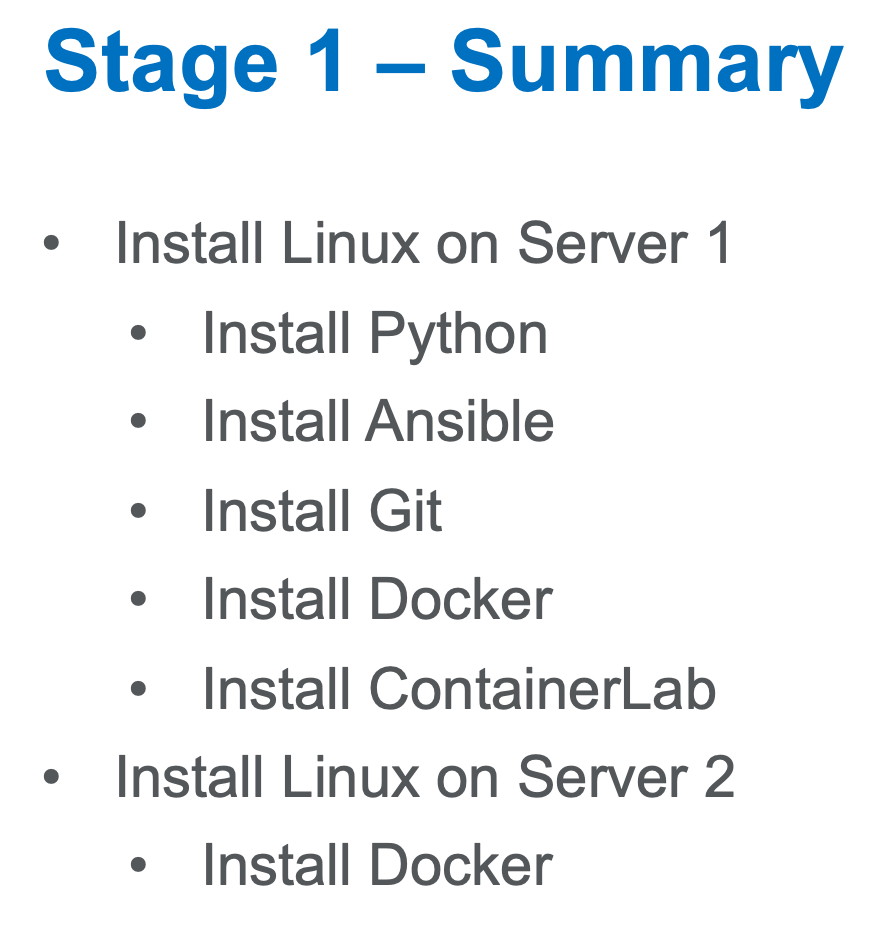 Stage 1 – Summary
• Install Linux on Server 1
• Install Python
• Install Ansible
• Install Git
• Install Docker
• Install ContainerLab
• Install Linux on Server 2
• Install Docker